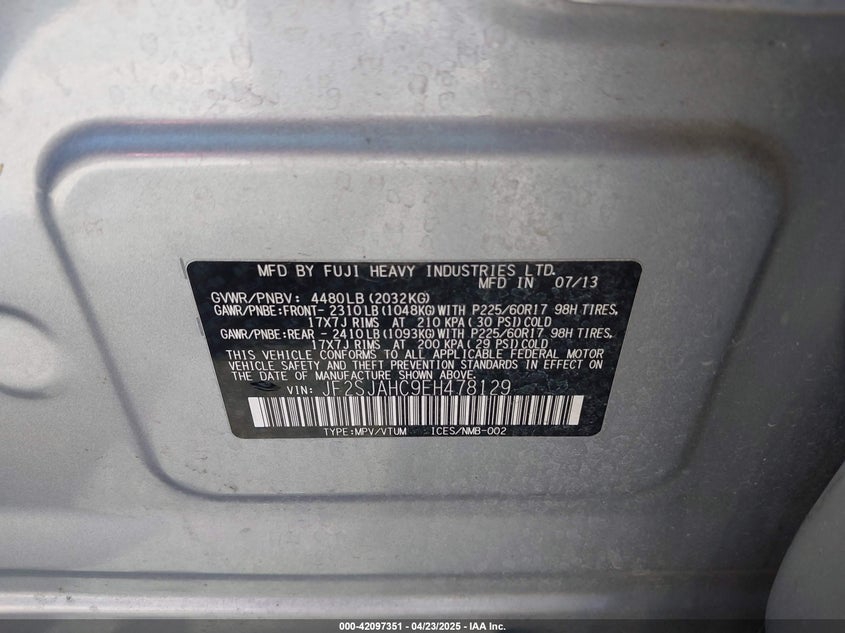 MFD BY FUJI HEAVY INDUSTRIES LTD.
MFD IN 07/13
GVWR/PNBV: 4480LB(2032KG)
GAWR/PNBE:FRONT- 2310LB(1048KG)WITH P225/60R17 98H TIRES,
17X7J RIMS AT 210 KPA(30 PSI)COLD
GAWR/PNBE:REAR - 2410LB(1093KG)WITH P225/60R17 98H TIRES,
17X7J RIMS AT 200 KPA(29 PSI)COLD
THIS VEHICLE CONFORMS TO ALL APPLICABLE FEDERAL MOTOR
VEHICLE SAFETY AND THEFT PREVENTION STANDARDS IN EFFECT ON
THE DATE OF MANUFACTURE SHOWN ABOVE.
VIN: JF2SJAHC9EH478129
TYPE:MPV/VTUM ICES/NMB-002
000-42097351 | 04/23/2025 - IAA Inc.